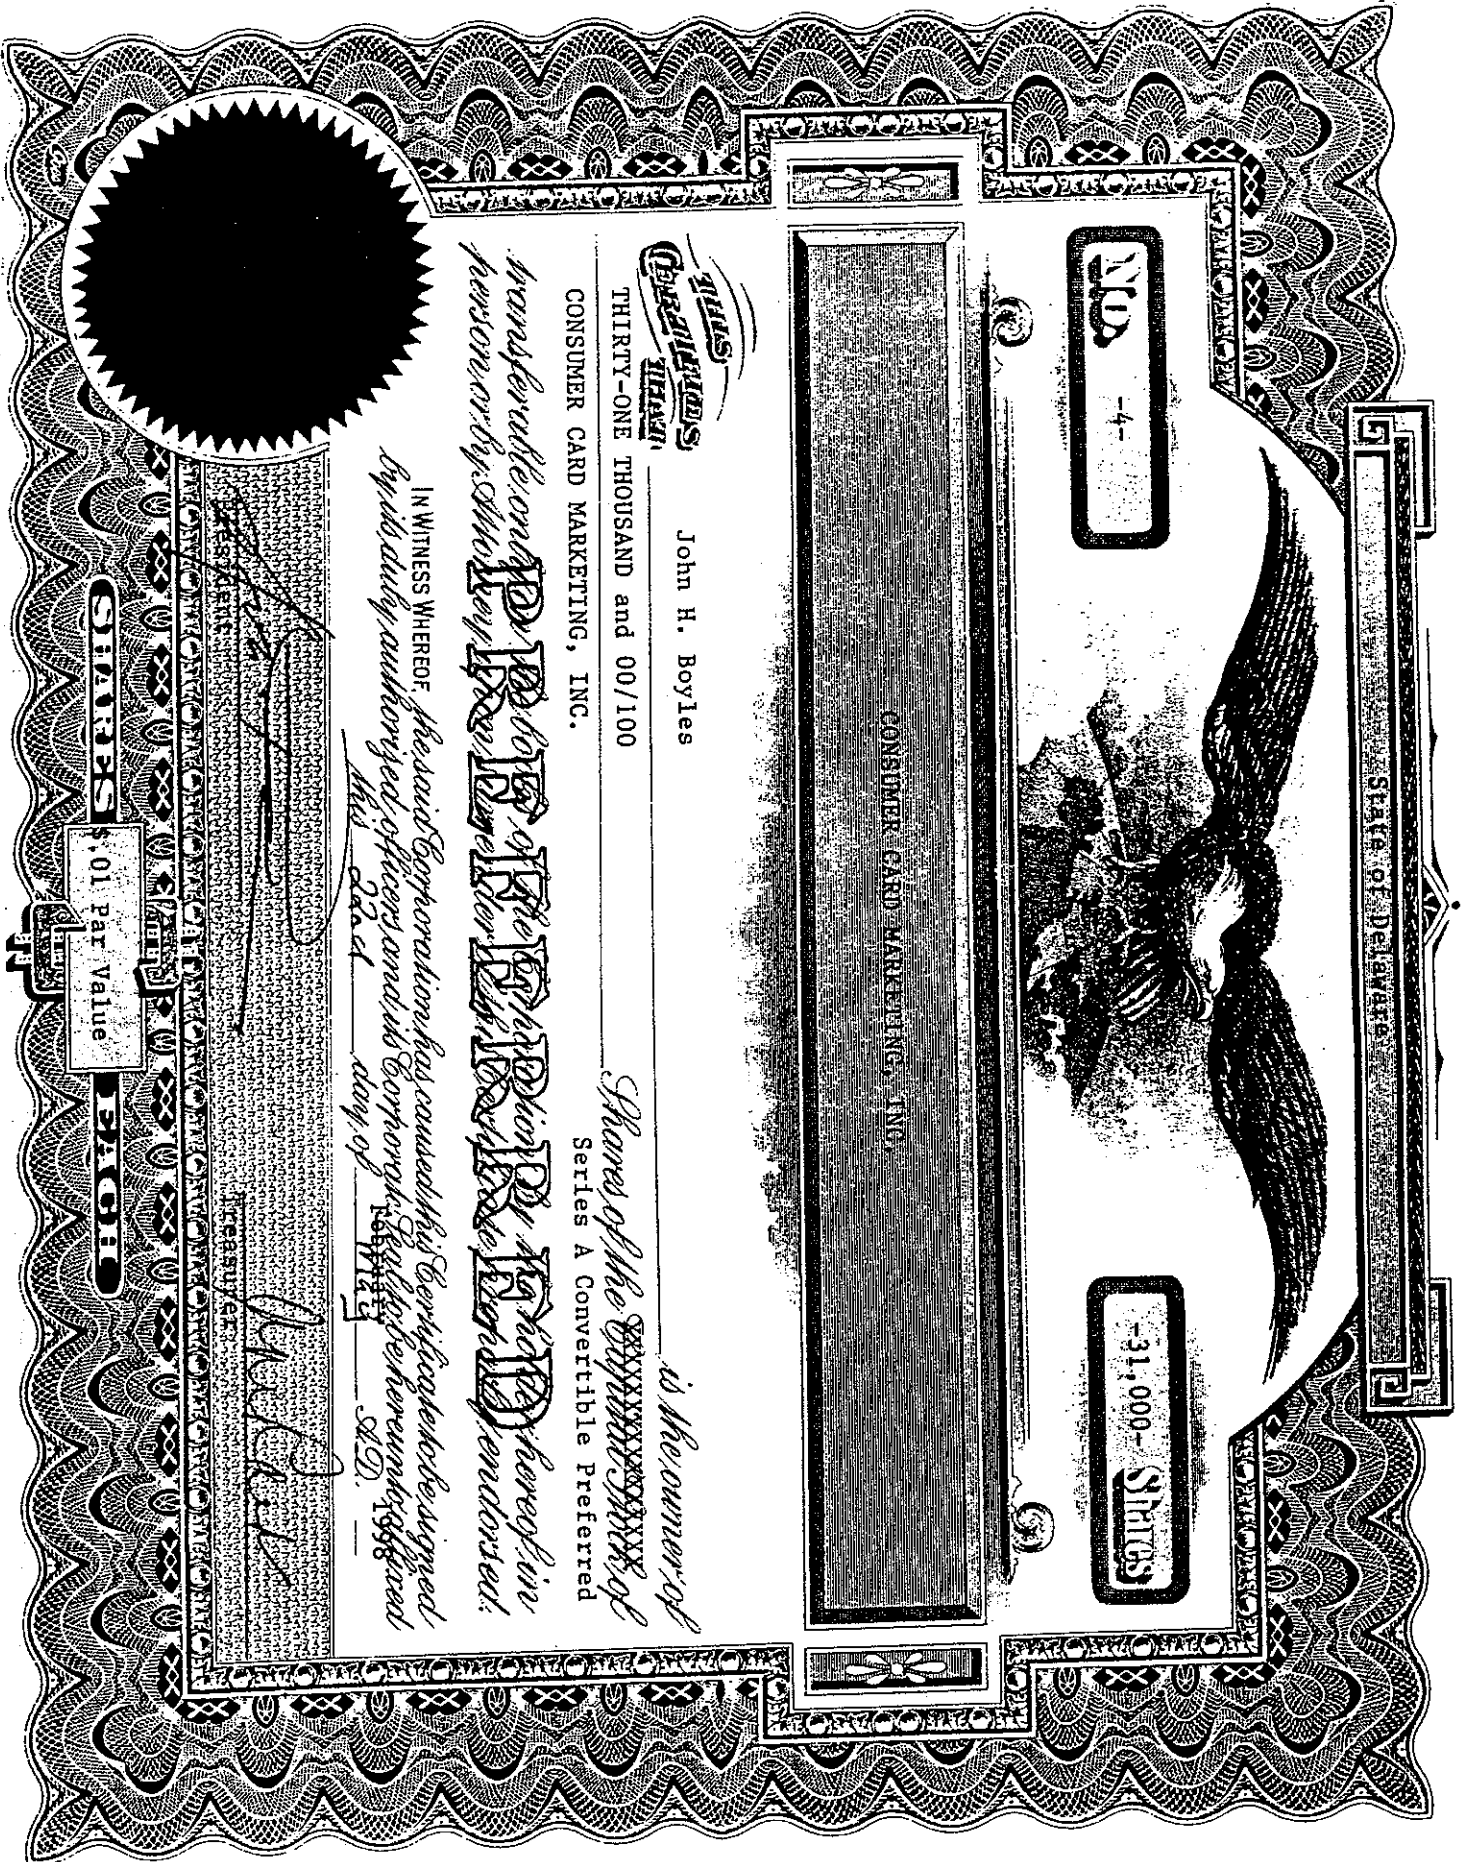 State of Delaware
No. -4-
-31,000- Shares
CONSUMER CARD MARKETING, INC.
THIS CERTIFIES THAT John H. Boyles is the owner of
THIRTY-ONE THOUSAND and 00/100 Shares of the
CONSUMER CARD MARKETING, INC. Series A Convertible Preferred
transferable only on the Books of the Corporation by the holder hereof in
person or by Attorney upon surrender of this Certificate properly endorsed.
PREFERRED
IN WITNESS WHEREOF, the said Corporation has caused this Certificate to be signed
by its duly authorized officers and its Corporate Seal to be hereunto affixed
this 22nd day of February May A.D. 1998
President
Treasurer
SHARES $.01 Par Value EACH